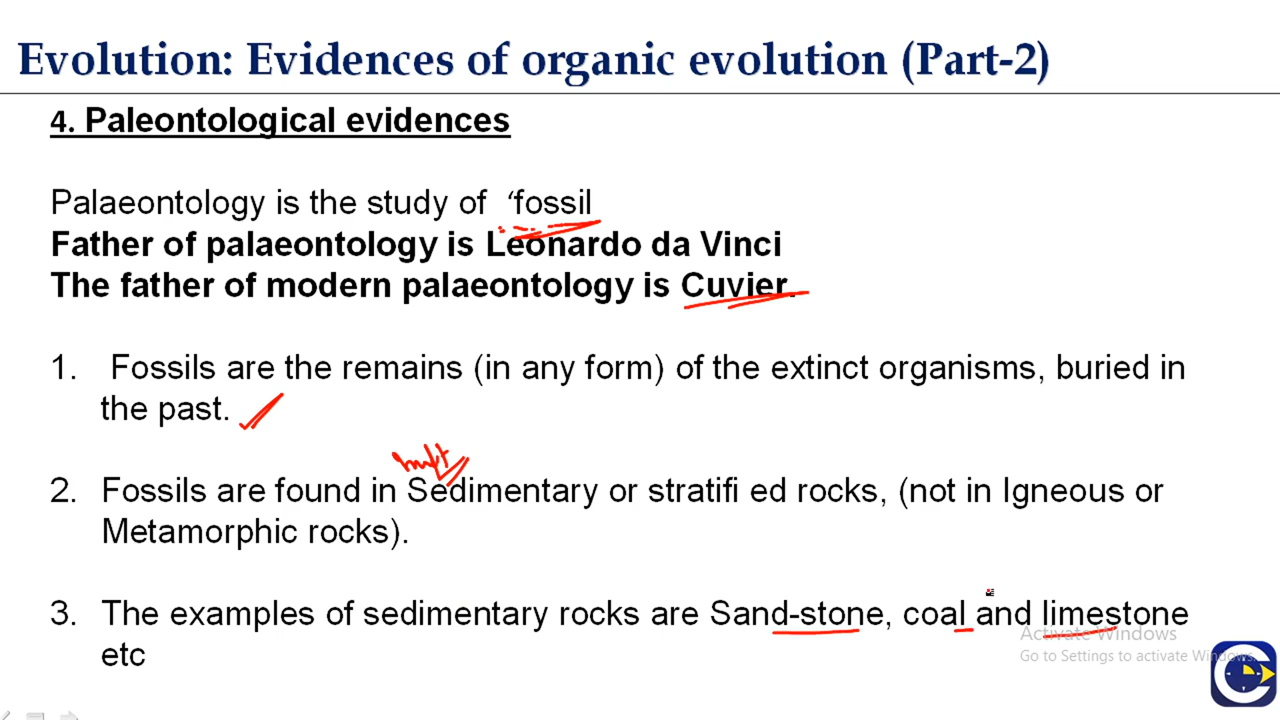 Evolution: Evidences of organic evolution (Part-2)
4. Paleontological evidences
Palaeontology is the study of ‘fossil
Father of palaeontology is Leonardo da Vinci
The father of modern palaeontology is Cuvier.
1. Fossils are the remains (in any form) of the extinct organisms, buried in
the past.
2. Fossils are found in Sedimentary or stratifi ed rocks, (not in Igneous or
Metamorphic rocks).
3. The examples of sedimentary rocks are Sand-stone, coal and limestone
etc
Activate Windows
Go to Settings to activate Windows.